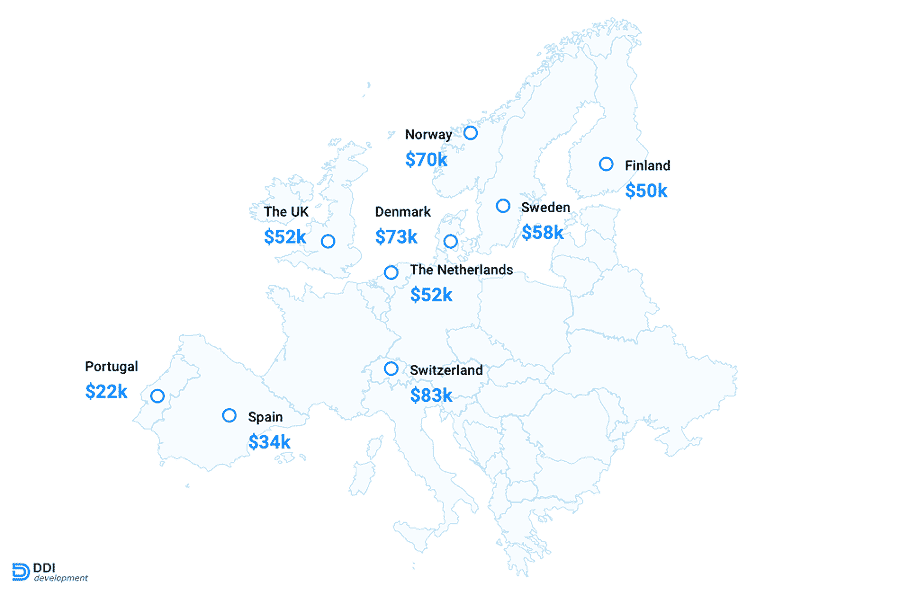 Norway
$70k
Finland
$50k
The UK
$52k
Denmark
$73k
Sweden
$58k
The Netherlands
$52k
Portugal
$22k
Switzerland
$83k
Spain
$34k
DDI
development